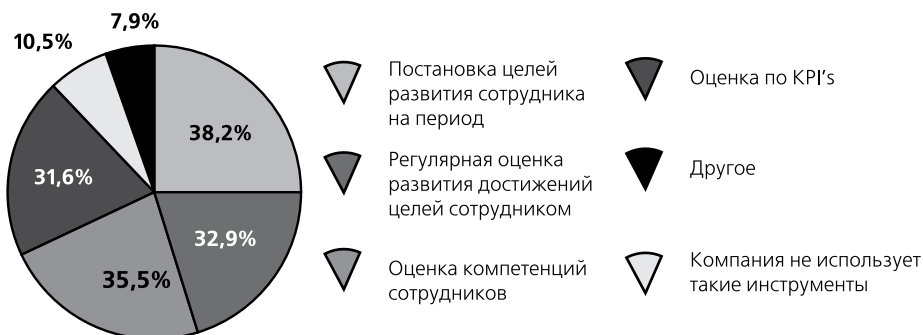 7,9%
10,5%
38,2%
31,6%
32,9%
35,5%
Постановка целей
развития сотрудника
на период
Регулярная оценка
развития достижений
целей сотрудником
Оценка компетенций
сотрудников
Оценка по KPI's
Другое
Компания не использует
такие инструменты